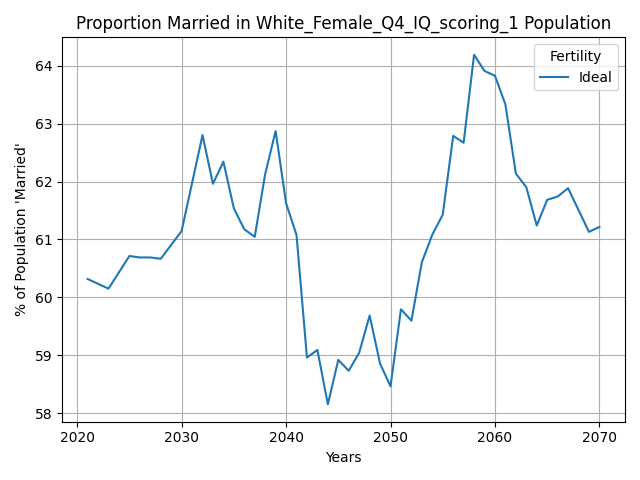 Proportion Married in White_Female_Q4_IQ_scoring_1 Population
Fertility
Ideal
% of Population 'Married'
64
63
62
61
60
59
58
2020 2030 2040 2050 2060 2070
Years